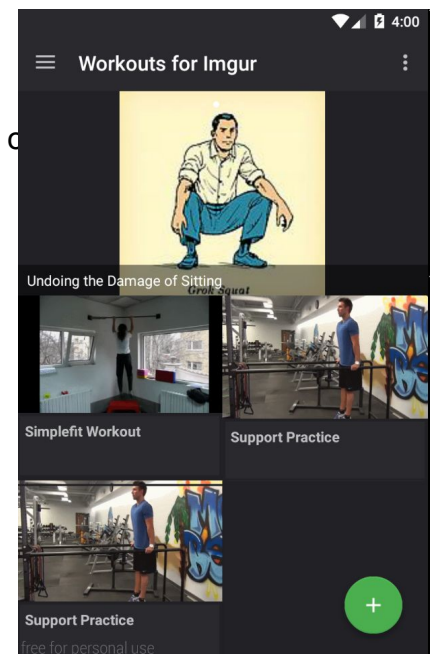 4:00
Workouts for Imgur
Undoing the Damage of Sitting
Grok Squat
Simplefit Workout
Support Practice
Support Practice
free for personal use